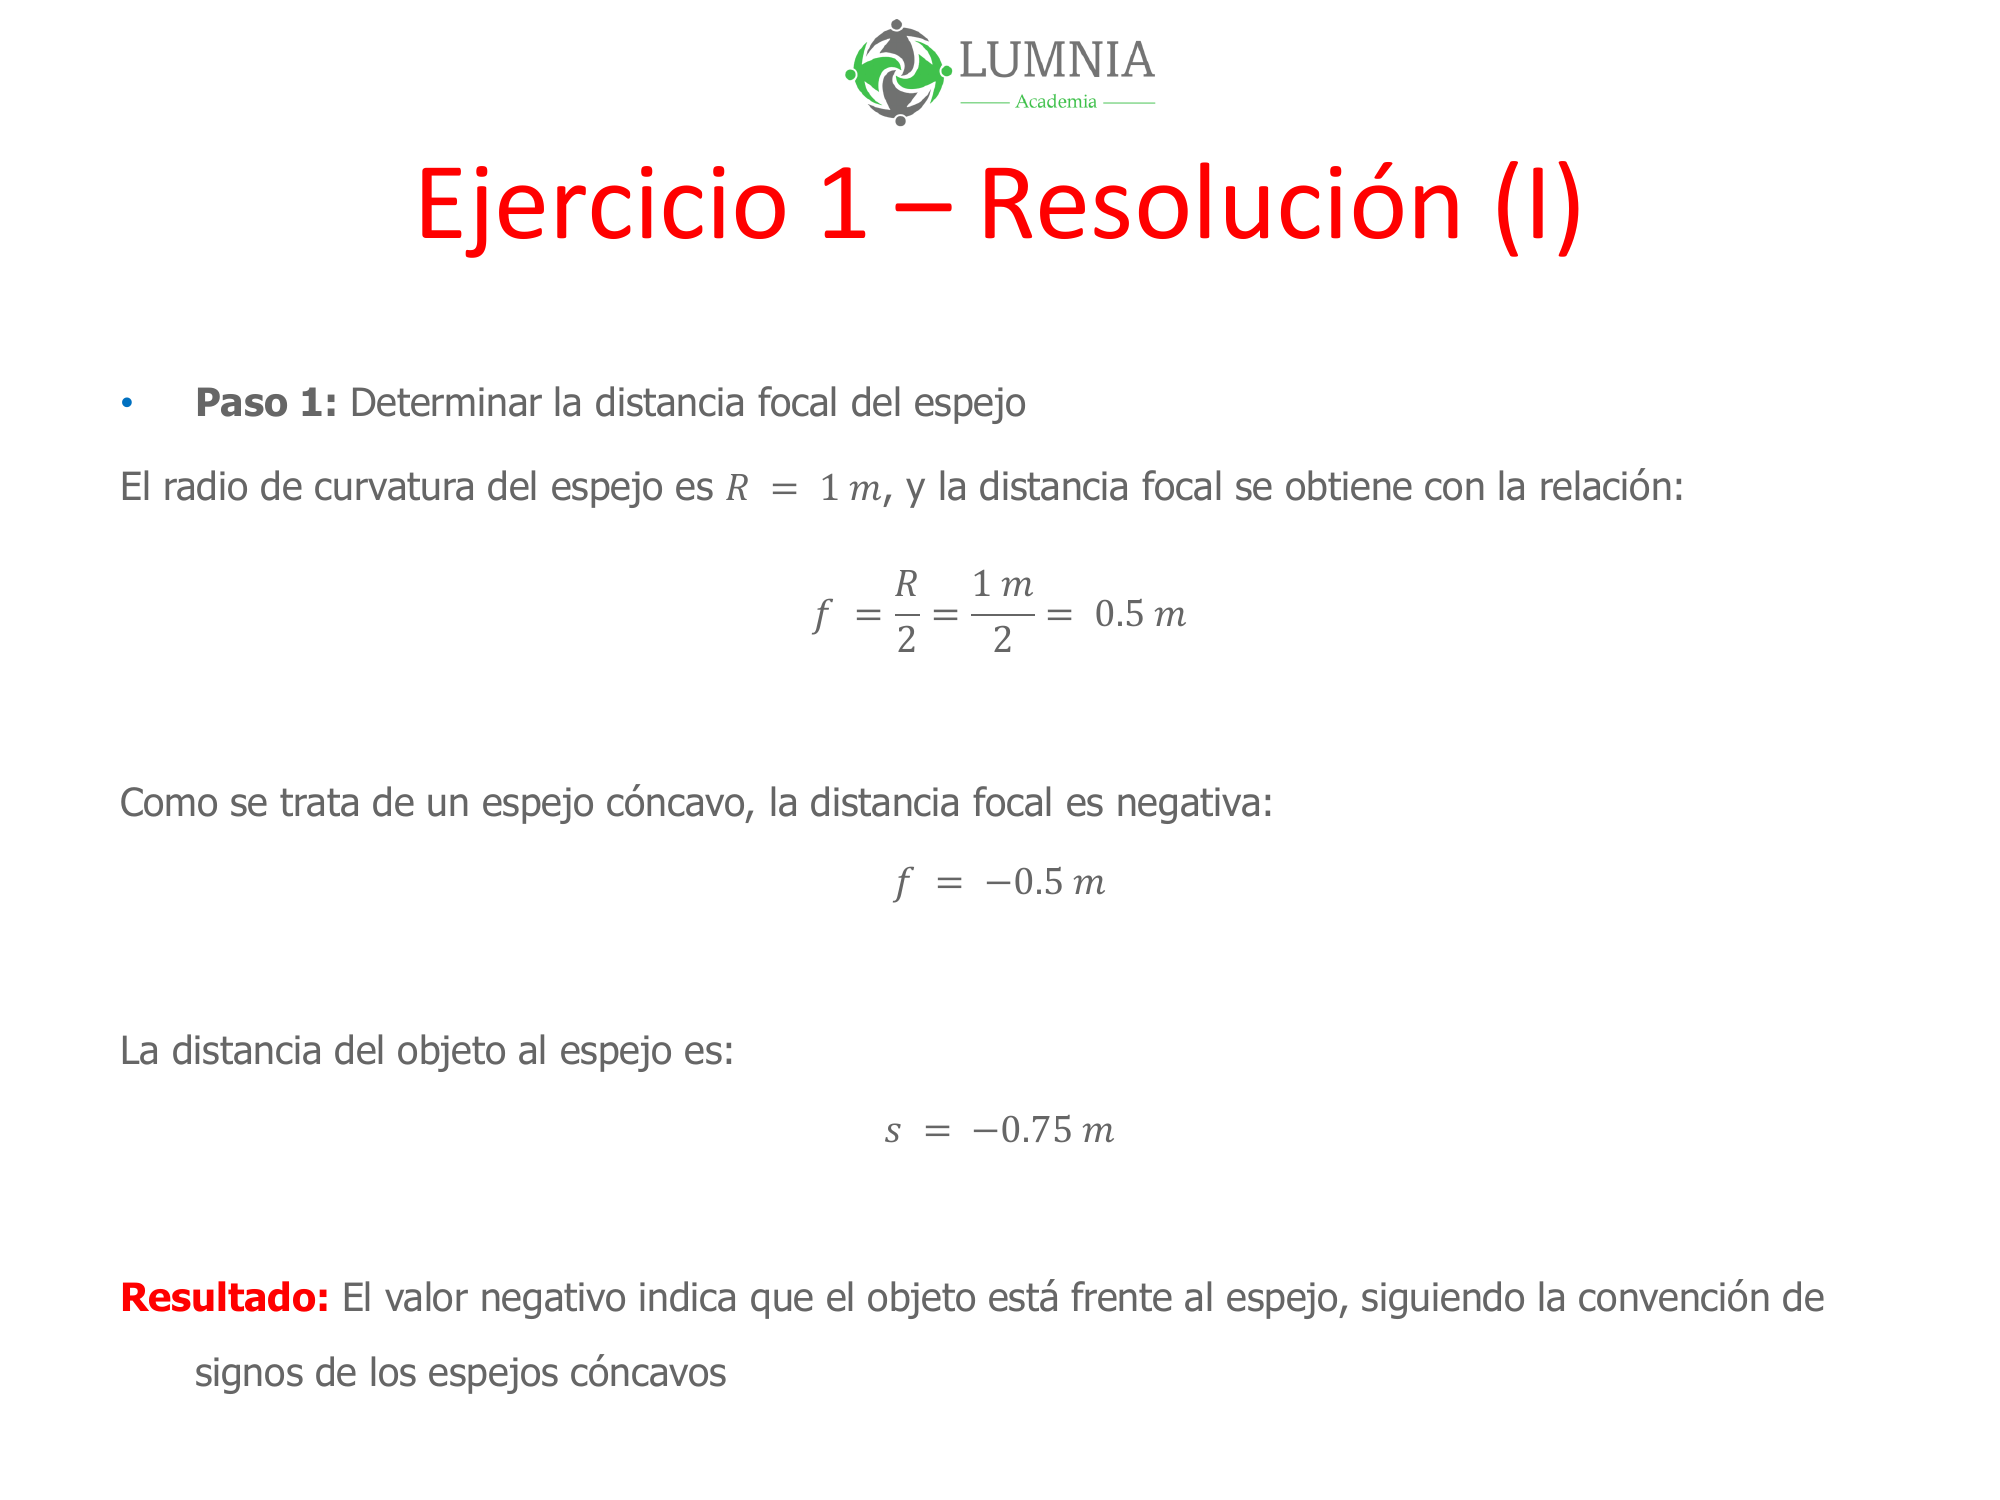 LUMNIA
Academia
Ejercicio 1 – Resolución (I)
• Paso 1: Determinar la distancia focal del espejo
El radio de curvatura del espejo es R = 1 m, y la distancia focal se obtiene con la relación:
f = R/2 = 1 m/2 = 0.5 m
Como se trata de un espejo cóncavo, la distancia focal es negativa:
f = −0.5 m
La distancia del objeto al espejo es:
s = −0.75 m
Resultado: El valor negativo indica que el objeto está frente al espejo, siguiendo la convención de
signos de los espejos cóncavos